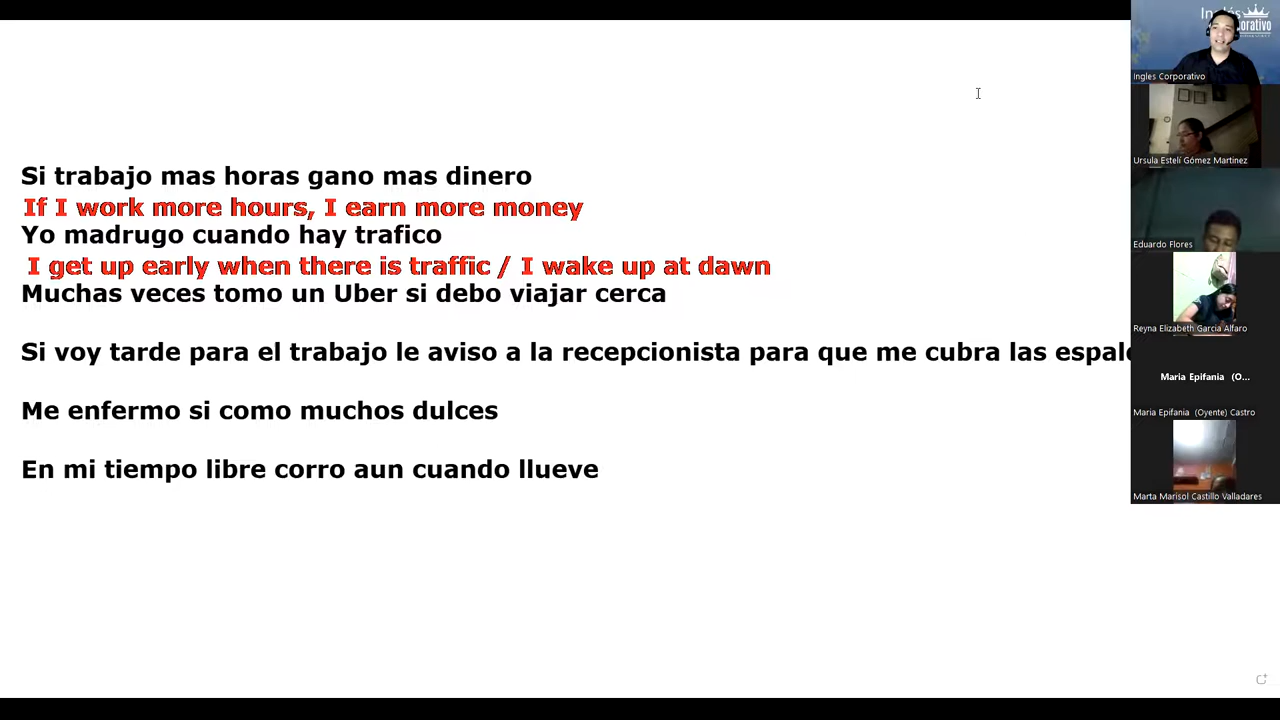 Si trabajo mas horas gano mas dinero
If I work more hours, I earn more money
Yo madrugo cuando hay trafico
I get up early when there is traffic / I wake up at dawn
Muchas veces tomo un Uber si debo viajar cerca
Si voy tarde para el trabajo le aviso a la recepcionista para que me cubra las
Me enfermo si como muchos dulces
En mi tiempo libre corro aun cuando llueve
Ingles Corporativo
Ursula Estelí Gómez Martinez
Eduardo Flores
Reyna Elizabeth Garcia Alfaro
Maria Epifania (O...
Maria Epifania (Oyente) Castro
Marta Marisol Castillo Valladares